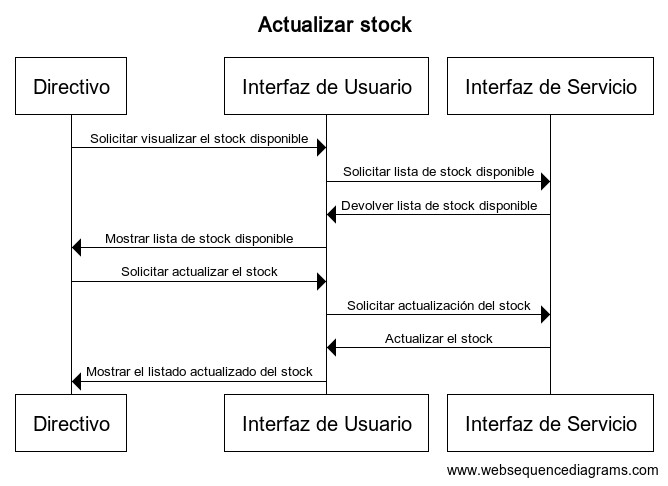 Actualizar stock
Directivo
Interfaz de Usuario
Interfaz de Servicio
Solicitar visualizar el stock disponible
Solicitar lista de stock disponible
Devolver lista de stock disponible
Mostrar lista de stock disponible
Solicitar actualizar el stock
Solicitar actualización del stock
Actualizar el stock
Mostrar el listado actualizado del stock
Directivo
Interfaz de Usuario
Interfaz de Servicio
www.websequencediagrams.com